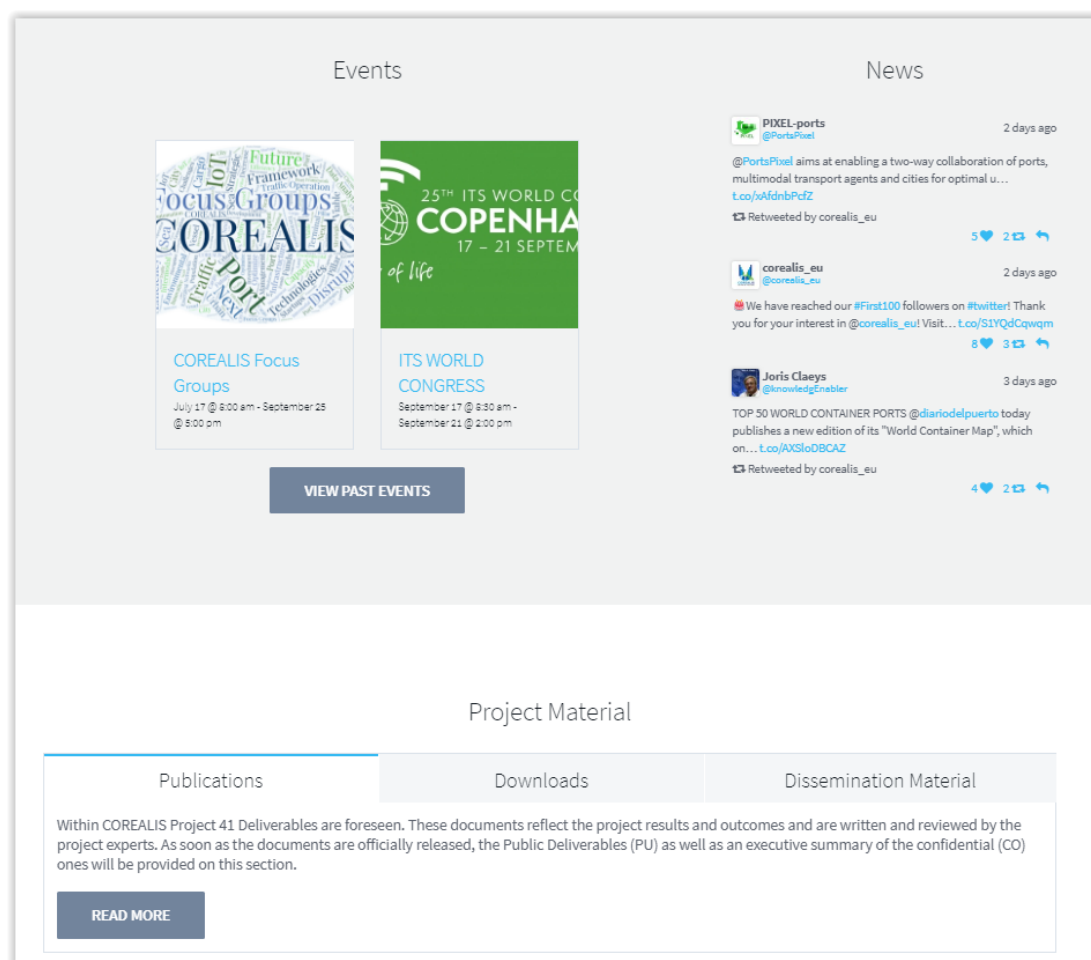 Events
Future
Framework
IoT
Traffic Operation
ocus Groups
COREALIS
Port
Traffic
Next
Technologies
Disrupti
25TH ITS WORLD CO
COPENHA
17 – 21 SEPTEM
of life
COREALIS Focus
Groups
July 17 @ 8:00 am - September 25
@ 5:00 pm
ITS WORLD
CONGRESS
September 17 @ 8:30 am -
September 21 @ 2:00 pm
VIEW PAST EVENTS
News
PIXEL-ports
2 days ago
@PortsPixel
@PortsPixel aims at enabling a two-way collaboration of ports,
multimodal transport agents and cities for optimal u…
t.co/xAfdnbPcfZ
Retweeted by corealis_eu
5 2
corealis_eu
2 days ago
@corealis_eu
We have reached our #First100 followers on #twitter! Thank
you for your interest in @corealis_eu! Visit… t.co/S1YQdCqwqm
8 3
Joris Claeys
3 days ago
@knowledgEnabler
TOP 50 WORLD CONTAINER PORTS @diariodelpuerto today
publishes a new edition of its "World Container Map", which
on… t.co/AXSloDBCAZ
Retweeted by corealis_eu
4 2
Project Material
Publications
Downloads
Dissemination Material
Within COREALIS Project 41 Deliverables are foreseen. These documents reflect the project results and outcomes and are written and reviewed by the
project experts. As soon as the documents are officially released, the Public Deliverables (PU) as well as an executive summary of the confidential (CO)
ones will be provided on this section.
READ MORE